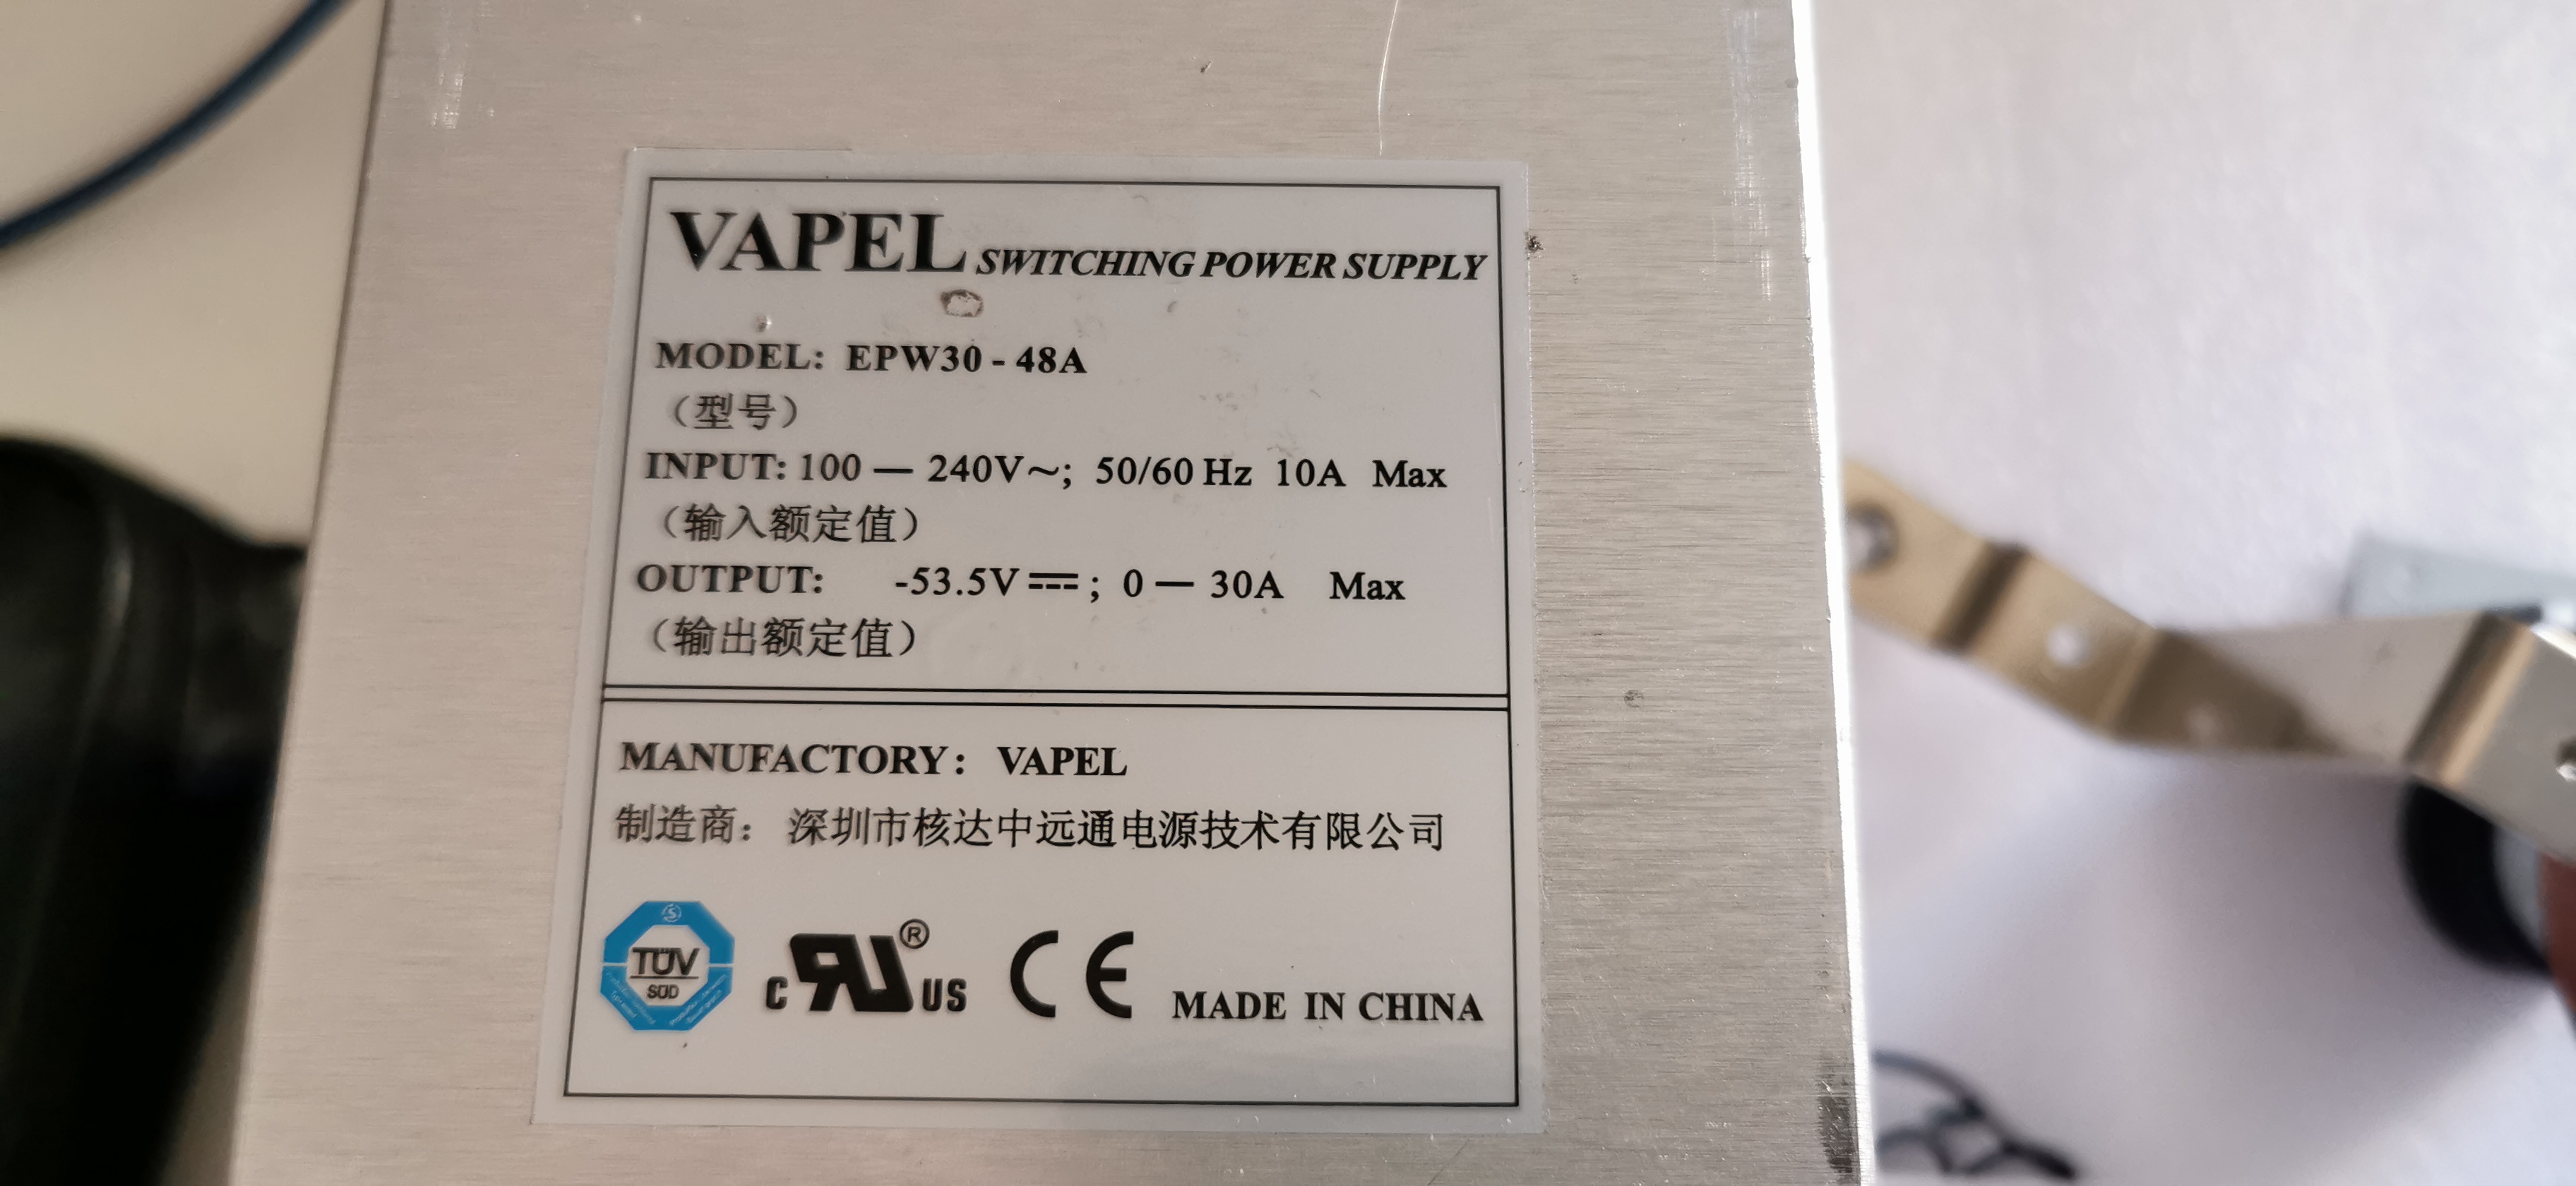 VAPEL SWITCHING POWER SUPPLY
MODEL: EPW30 - 48A
（型号）
INPUT: 100 — 240V～; 50/60 Hz 10A Max
（输入额定值）
OUTPUT: -53.5V⎓; 0 — 30A Max
（输出额定值）
MANUFACTORY: VAPEL
制造商： 深圳市核达中远通电源技术有限公司
TÜV
SÜD
c RU ® US CE MADE IN CHINA